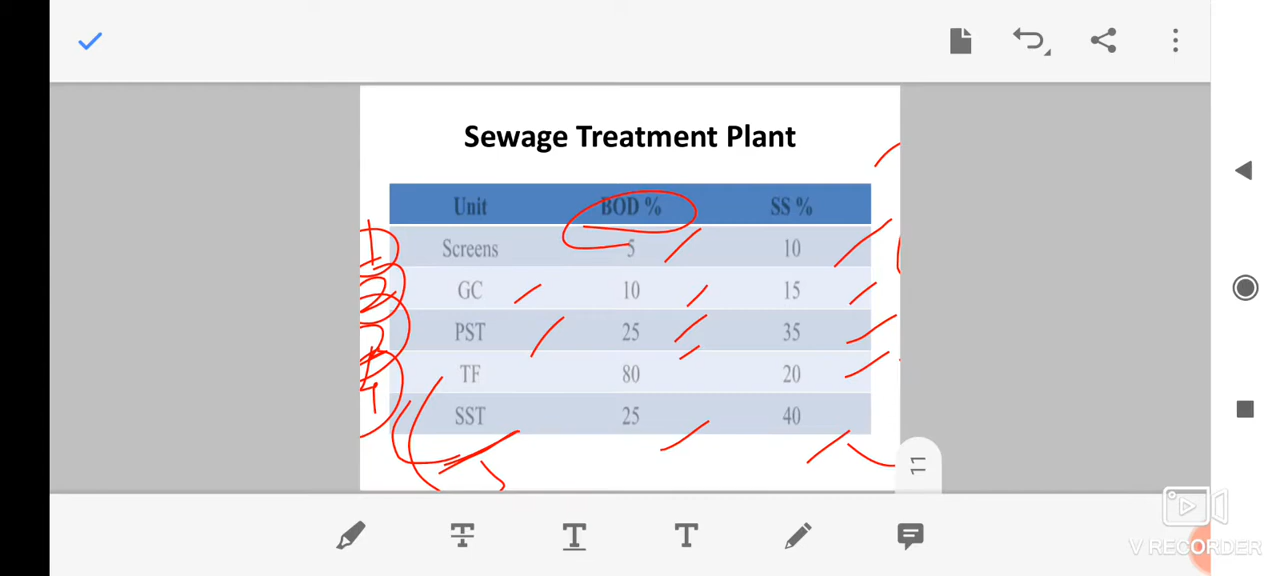 Sewage Treatment Plant
Unit BOD % SS %
Screens 5 10
GC 10 15
PST 25 35
TF 80 20
SST 25 40
11
T T T
V RECORDER